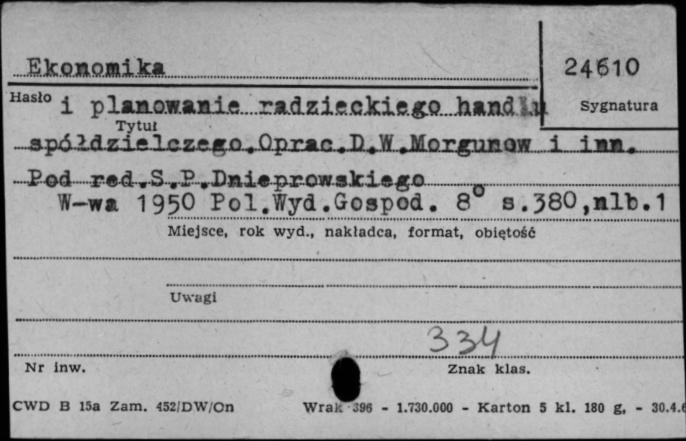 Ekonomika
24610
Hasło i planowanie radzieckiego handlu
Sygnatura
Tytuł
spółdzielczego.Oprac.D.W.Morgunow i inn.
Pod red.S.P.Dnieprowskiego
W-wa 1950 Pol.Wyd.Gospod. 8° s.380,nlb.1
Miejsce, rok wyd., nakładca, format, objętość
Uwagi
334
Nr inw.
Znak klas.
CWD B 15a Zam. 452/DW/On Wrak 396 - 1.730.000 - Karton 5 kl. 180 g, - 30.4.6